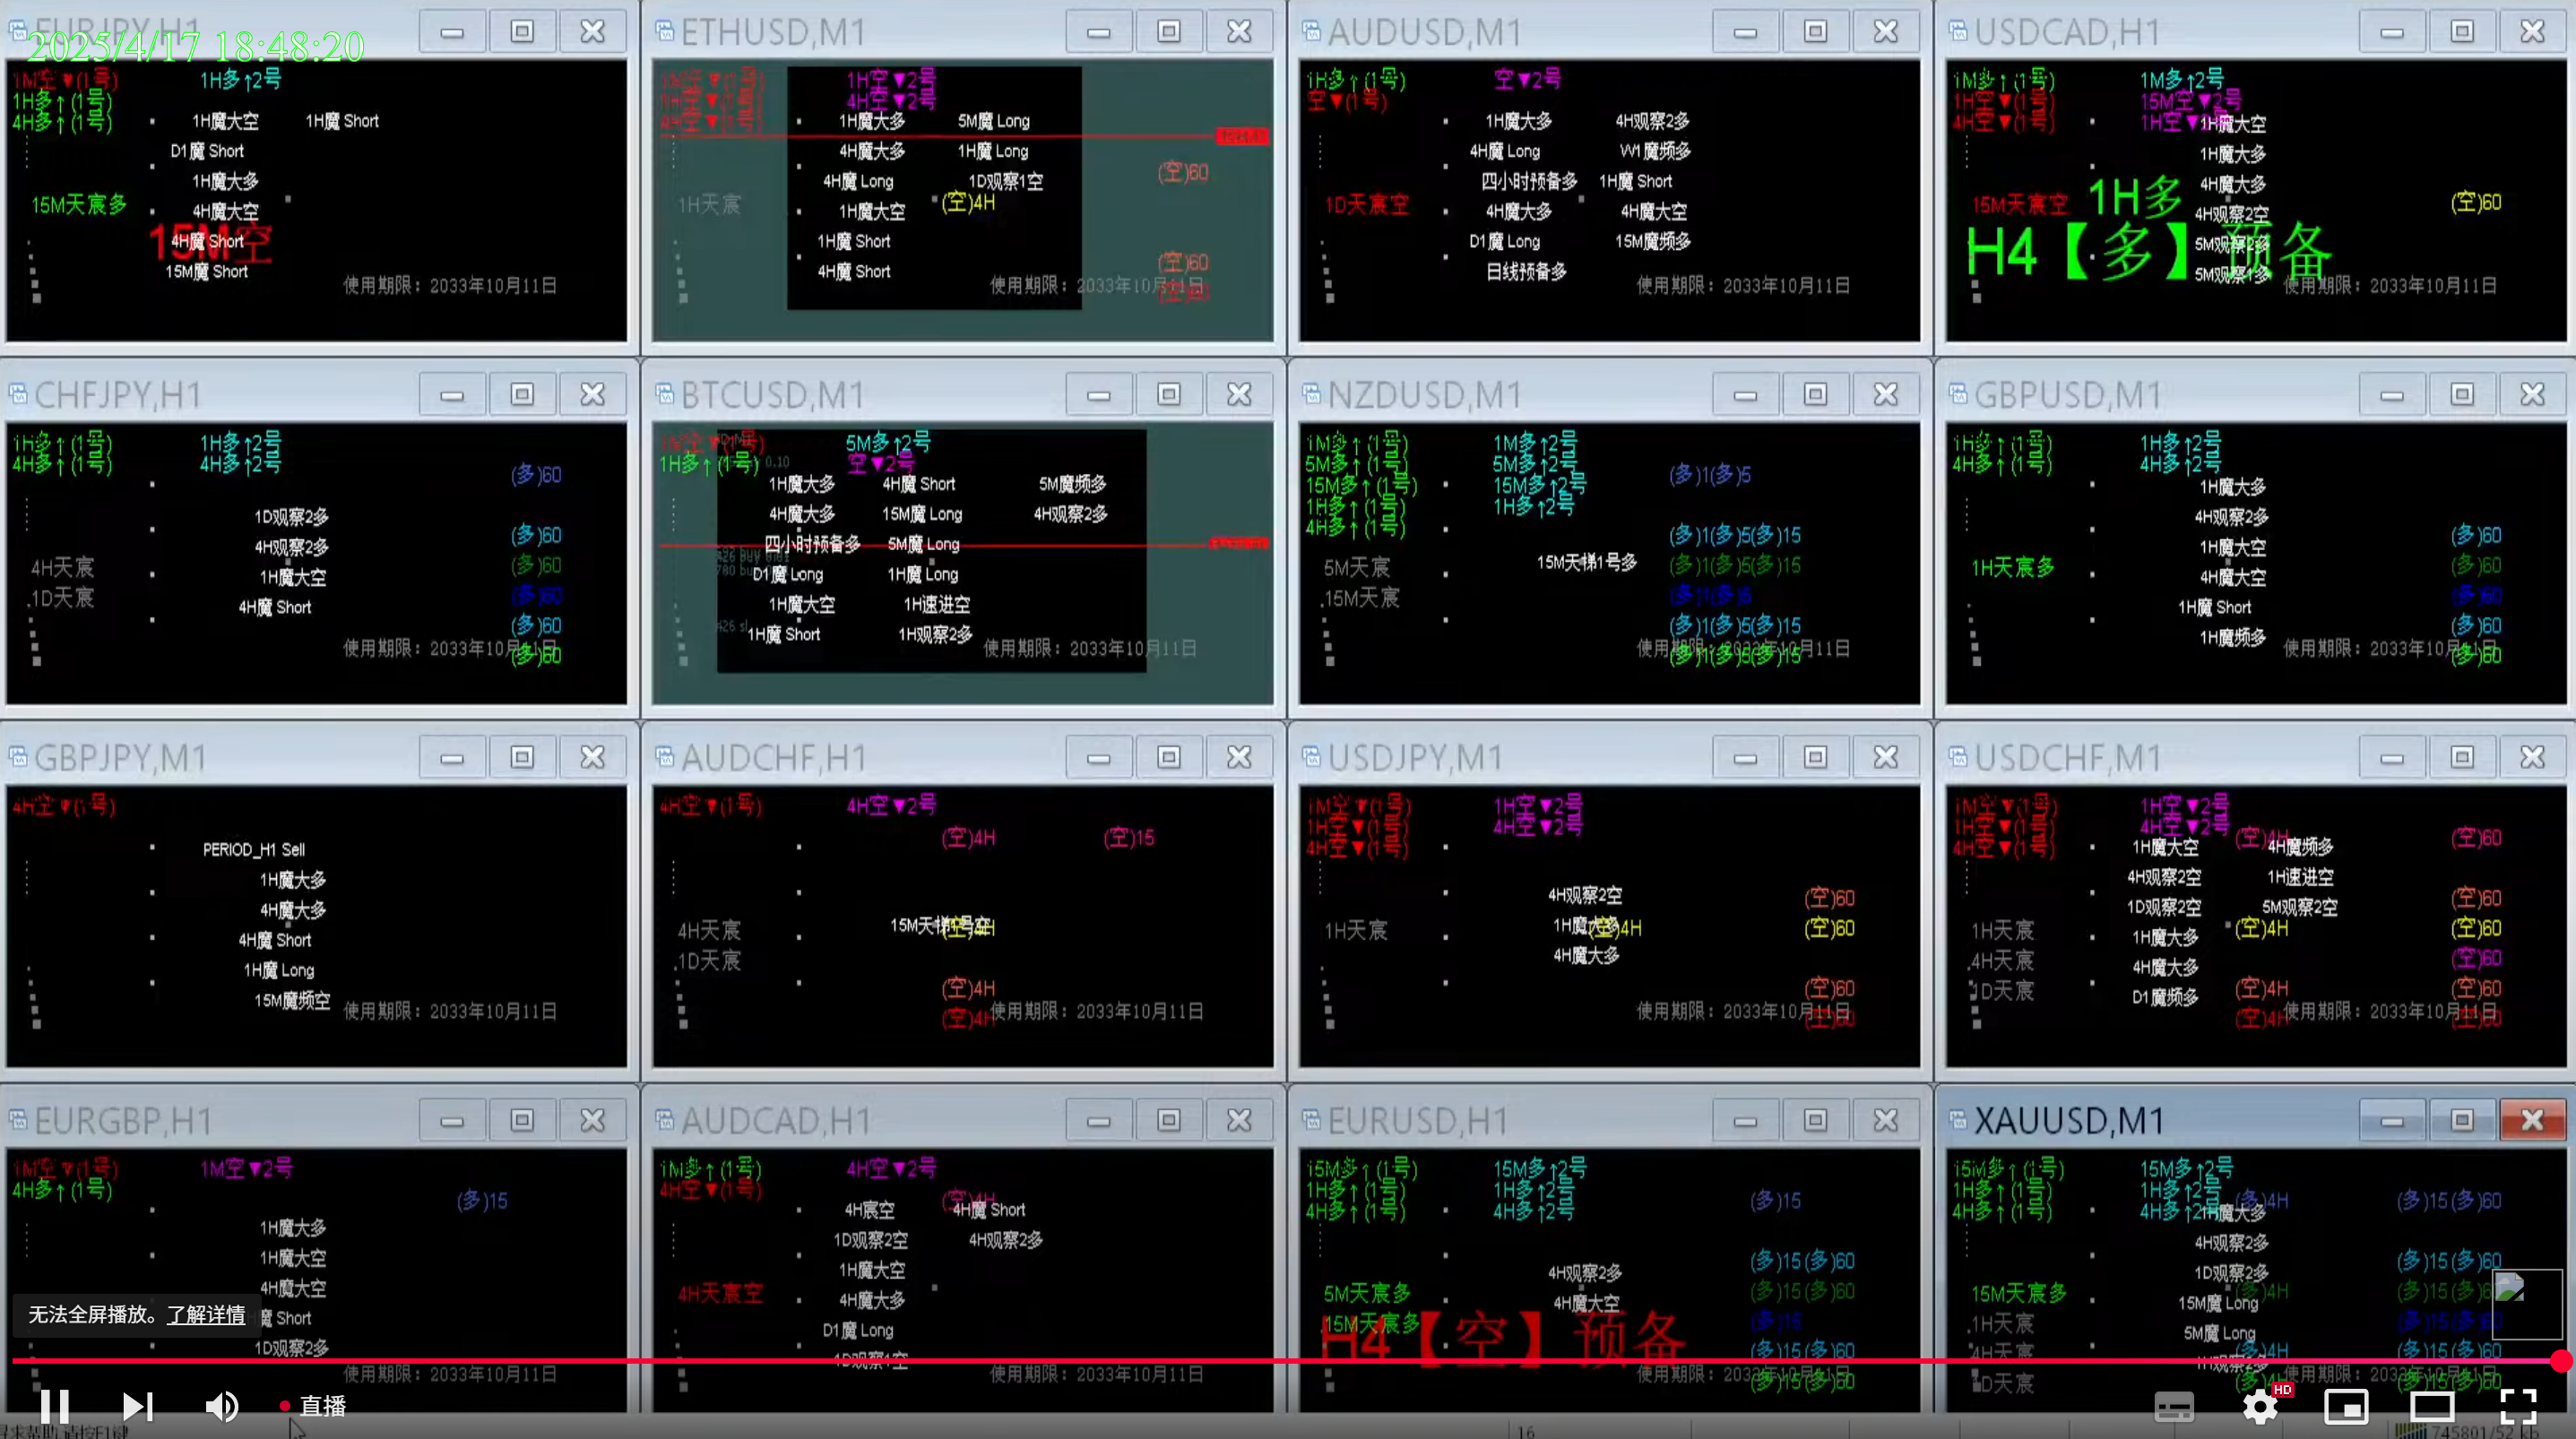 EURJPY,H1
2025/4/17 18:48:20
1M空▼(1号)
1H多↑(1号)
4H多↑(1号)
1H多↑2号
1H魔大空
1H魔 Short
D1魔 Short
1H魔大多
15M天宸多
4H魔大空
15M空
4H魔 Short
15M魔 Short
使用期限：2033年10月11日
ETHUSD,M1
1H空▼2号
4H空▼2号
4H空▼(1号)
1H魔大多
5M魔 Long
4H魔大多
1H魔 Long
(空)60
4H魔 Long
1D观察1空
1H天宸
(空)4H
1H魔大空
1H魔 Short
(空)60
4H魔 Short
(空)60
使用期限：2033年10月11日
AUDUSD,M1
1H多↑(1号)
空▼(1号)
空▼2号
1H魔大多
4H观察2多
4H魔 Long
W1魔频多
四小时预备多
1H魔 Short
1D天宸空
4H魔大多
4H魔大空
D1魔 Long
15M魔频多
日线预备多
使用期限：2033年10月11日
USDCAD,H1
1M多↑(1号)
1H空▼(1号)
4H空▼(1号)
1M多↑2号
15M空▼2号
1H空▼
1H魔大空
1H魔大多
4H魔大多
15M天宸空
1H多
(空)60
4H观察2空
H4【多】预备
5M观察2多
5M观察1多
使用期限：2033年10月11日
CHFJPY,H1
1H多↑(1号)
4H多↑(1号)
1H多↑2号
4H多↑2号
(多)60
1D观察2多
(多)60
4H观察2多
4H天宸
(多)60
1H魔大空
1D天宸
(多)60
4H魔 Short
(多)60
使用期限：2033年10月11日
(多)60
BTCUSD,M1
1H多↑(1号)
0.10
5M多↑2号
空▼2号
1H魔大多
4H魔 Short
5M魔频多
4H魔大多
15M魔 Long
4H观察2多
四小时预备多
5M魔 Long
D1魔 Long
1H魔 Long
1H魔大空
1H速进空
1H魔 Short
1H观察2多
使用期限：2033年10月11日
NZDUSD,M1
1M多↑(1号)
5M多↑(1号)
15M多↑(1号)
1H多↑(1号)
4H多↑(1号)
1M多↑2号
5M多↑2号
15M多↑2号
1H多↑2号
(多)1(多)5
(多)1(多)5(多)15
5M天宸
15M天梯1号多
(多)1(多)5(多)15
15M天宸
(多)1(多)5
(多)1(多)5(多)15
使用期限：2033年10月11日
(多)1(多)5(多)15
GBPUSD,M1
1H多↑(1号)
4H多↑(1号)
1H多↑2号
4H多↑2号
1H魔大多
4H观察2多
(多)60
1H魔大空
1H天宸多
(多)60
4H魔大空
(多)60
1H魔 Short
(多)60
1H魔频多
使用期限：2033年10月11日
(多)60
GBPJPY,M1
4H空▼(1号)
PERIOD_H1 Sell
1H魔大多
4H魔大多
4H魔 Short
1H魔 Long
15M魔频空
使用期限：2033年10月11日
AUDCHF,H1
4H空▼(1号)
4H空▼2号
(空)4H
(空)15
4H天宸
1D天宸
(空)4H
(空)4H
使用期限：2033年10月11日
USDJPY,M1
1M空▼(1号)
1H空▼(1号)
4H空▼(1号)
1H空▼2号
4H空▼2号
4H观察2空
(空)60
1H天宸
1H魔大多
(空)4H
(空)60
4H魔大多
(空)60
使用期限：2033年10月11日
(空)60
USDCHF,M1
1M空▼(1号)
1H空▼(1号)
4H空▼(1号)
1H空▼2号
4H空▼2号
(空)4H
(空)60
1H魔大空
4H魔频多
4H观察2空
1H速进空
1D观察2空
5M观察2空
(空)60
1H天宸
1H魔大多
(空)4H
(空)60
4H天宸
4H魔大多
(空)60
1D天宸
D1魔频多
(空)4H
(空)60
(空)4H
使用期限：2033年10月11日
(空)60
EURGBP,H1
1M空▼(1号)
4H多↑(1号)
1M空▼2号
(多)15
1H魔大多
1H魔大空
4H魔大空
魔 Short
1D观察2多
使用期限：2033年10月11日
无法全屏播放。了解详情
AUDCAD,H1
1M多↑(1号)
4H空▼(1号)
4H空▼2号
(空)4H
4H宸空
4H魔 Short
1D观察2空
4H观察2多
1H魔大空
4H天宸空
4H魔大多
D1魔 Long
1D观察1空
使用期限：2033年10月11日
EURUSD,H1
15M多↑(1号)
1H多↑(1号)
4H多↑(1号)
15M多↑2号
1H多↑2号
4H多↑2号
(多)15
4H观察2多
(多)15(多)60
5M天宸多
4H魔大空
(多)15(多)60
15M天宸多
(多)15
H4【空】预备
(多)15(多)60
使用期限：2033年10月11日
(多)15(多)60
XAUUSD,M1
15M多↑(1号)
1H多↑(1号)
4H多↑(1号)
15M多↑2号
1H多↑2号
4H多↑2号
(多)4H
(多)15(多)60
魔大多
4H观察2多
(多)15(多)60
1D观察2多
15M天宸多
(多)4H
15M魔 Long
1H天宸
5M魔 Long
4H天宸
(多)4H
(多)15(多)60
1D天宸
使用期限：2033年10月11日
直播
HD
16
745801/52 kb